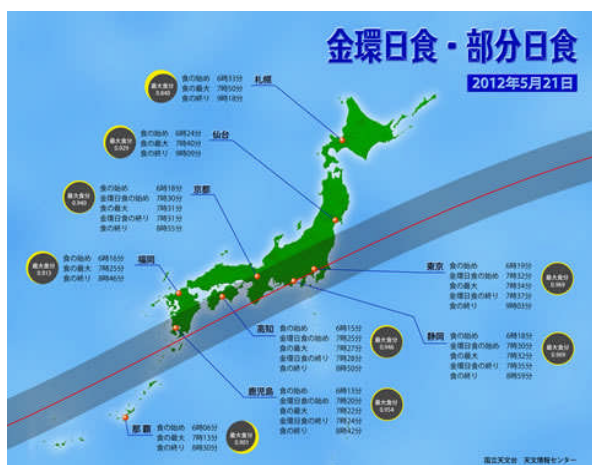 金環日食・部分日食
2012年5月21日
札幌
食の始め 6時33分
食の最大 7時50分
食の終り 9時18分
最大食分
0.840
仙台
食の始め 6時24分
食の最大 7時40分
食の終り 9時09分
最大食分
0.929
京都
食の始め 6時18分
金環日食の始め 7時30分
食の最大 7時31分
金環日食の終り 7時31分
食の終り 8時55分
最大食分
0.940
福岡
食の始め 6時16分
食の最大 7時25分
食の終り 8時46分
最大食分
0.913
東京
食の始め 6時19分
金環日食の始め 7時32分
食の最大 7時34分
金環日食の終り 7時37分
食の終り 9時03分
最大食分
0.969
静岡
食の始め 6時18分
金環日食の始め 7時30分
食の最大 7時32分
金環日食の終り 7時35分
食の終り 8時59分
最大食分
0.969
高知
食の始め 6時15分
金環日食の始め 7時25分
食の最大 7時27分
金環食の終り 7時28分
食の終り 8時50分
最大食分
0.946
鹿児島
食の始め 6時13分
金環日食の始め 7時20分
食の最大 7時22分
金環日食の終り 7時24分
食の終り 8時42分
最大食分
0.954
那覇
食の始め 6時06分
食の最大 7時13分
食の終り 8時30分
最大食分
0.901
国立天文台 天文情報センター